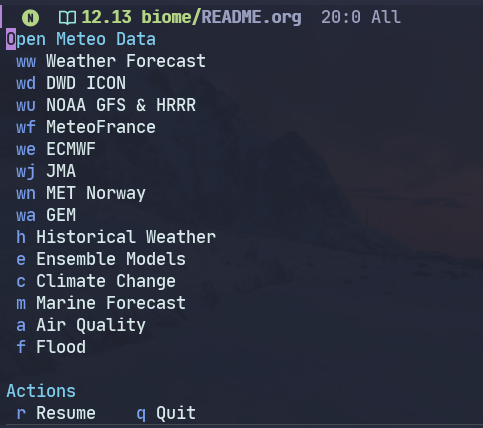 N 12.13 biome/README.org 20:0 All
Open Meteo Data
ww Weather Forecast
wd DWD ICON
wu NOAA GFS & HRRR
wf MeteoFrance
we ECMWF
wj JMA
wn MET Norway
wa GEM
h Historical Weather
e Ensemble Models
c Climate Change
m Marine Forecast
a Air Quality
f Flood
Actions
r Resume q Quit